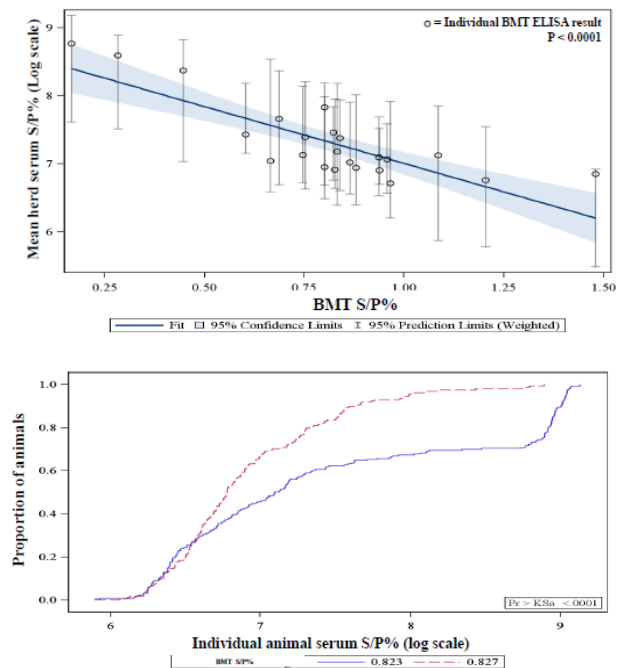 o = Individual BMT ELISA result
P < 0.0001
Mean herd serum S/P% (Log scale)
9
8
7
6
0.25 0.50 0.75 1.00 1.25 1.50
BMT S/P%
Fit 95% Confidence Limits 95% Prediction Limits (Weighted)
Proportion of animals
1.0
0.8
0.6
0.4
0.2
0.0
Pr > KSa <.0001
6 7 8 9
Individual animal serum S/P% (log scale)
BMT S/P% 0.823 0.827